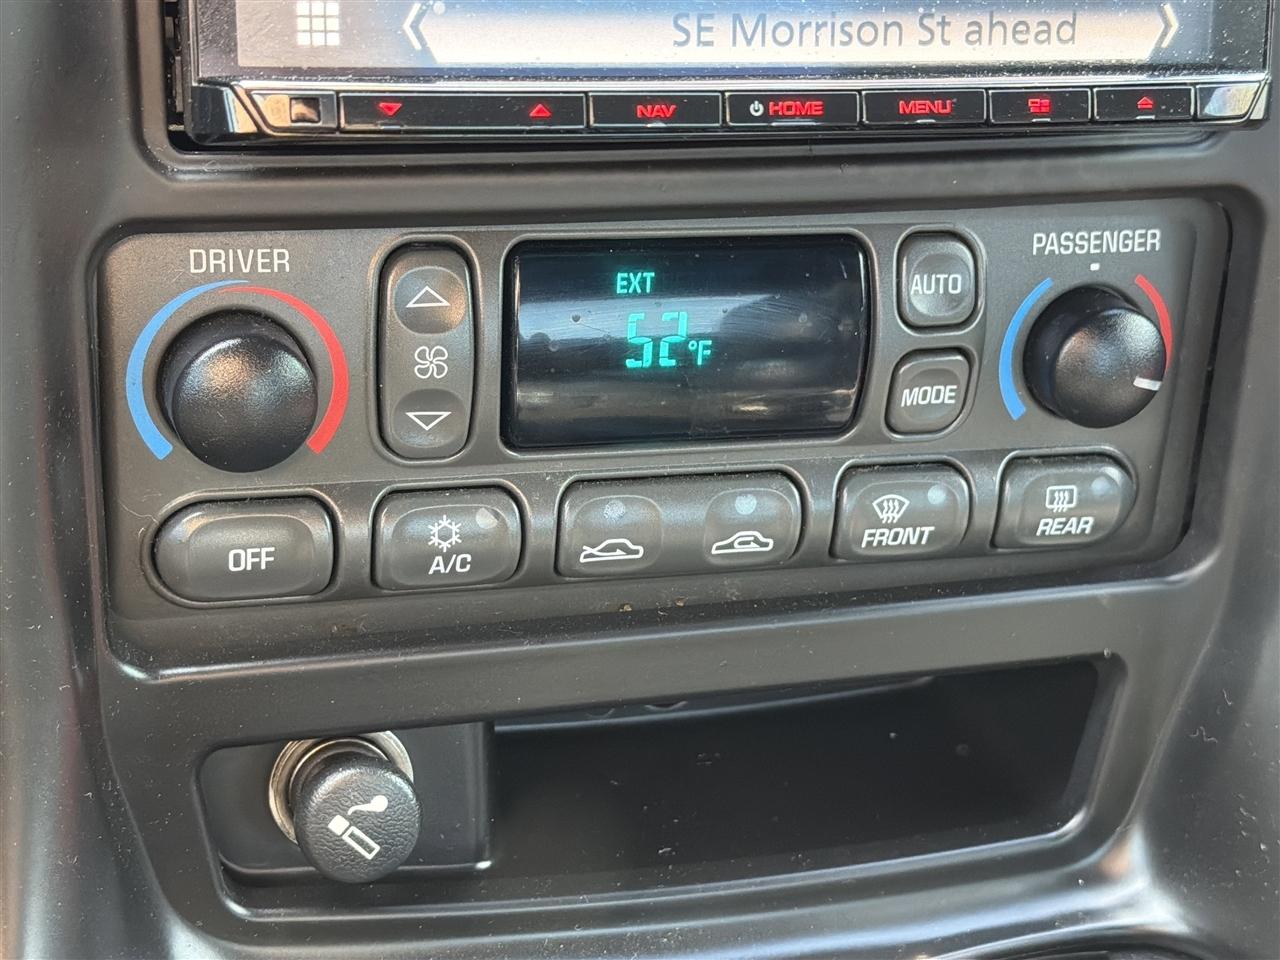 SE Morrison St ahead
NAV
HOME
MENU
DRIVER
EXT
52°F
AUTO
MODE
PASSENGER
OFF
A/C
FRONT
REAR